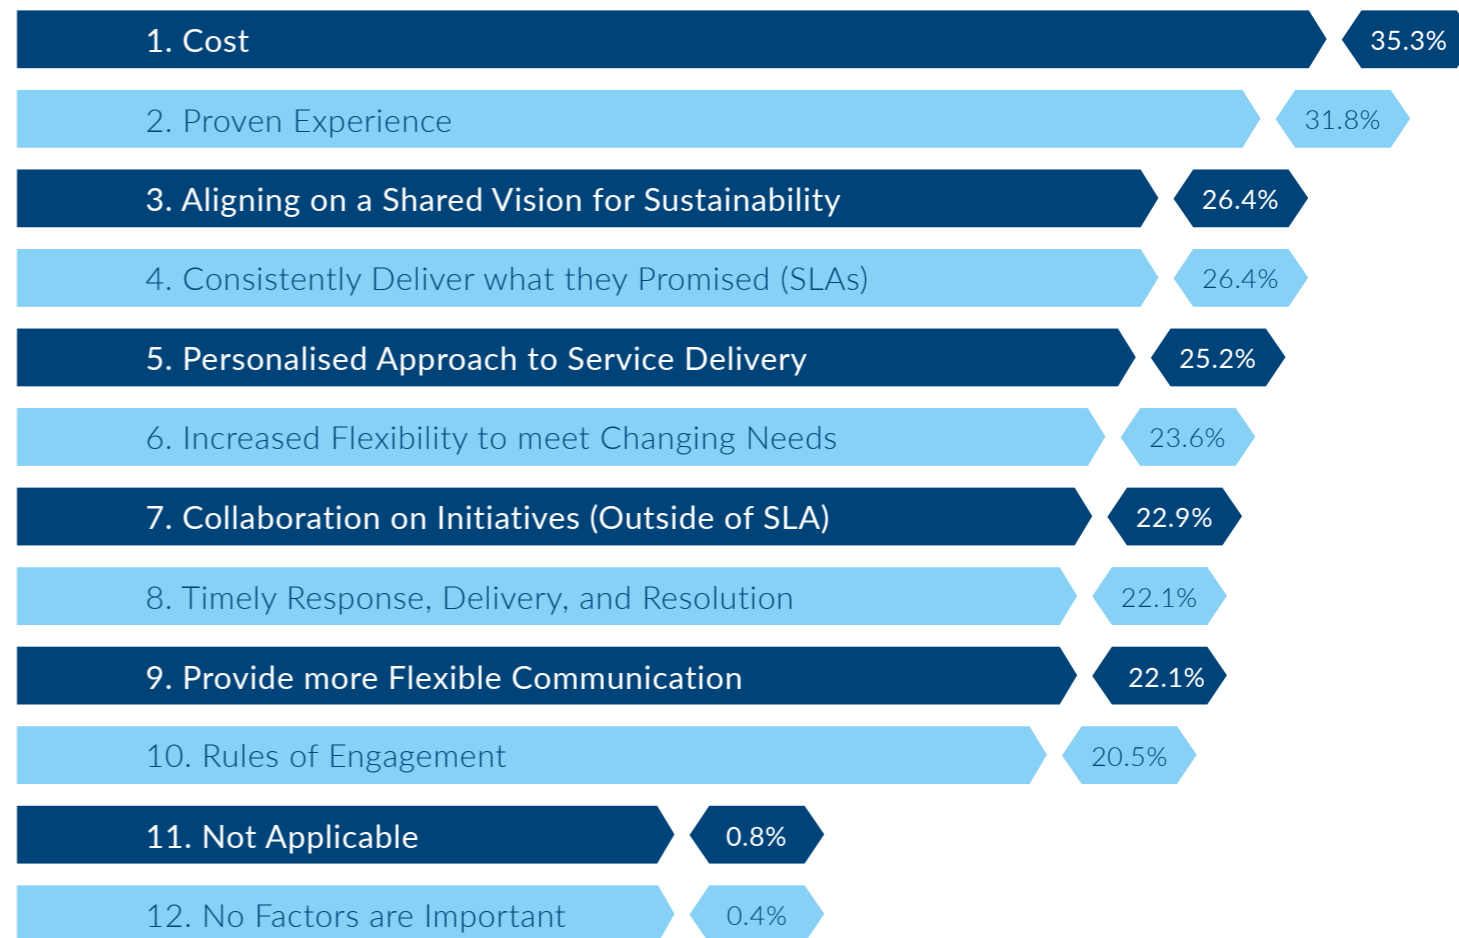 1. Cost 35.3%
2. Proven Experience 31.8%
3. Aligning on a Shared Vision for Sustainability 26.4%
4. Consistently Deliver what they Promised (SLAs) 26.4%
5. Personalised Approach to Service Delivery 25.2%
6. Increased Flexibility to meet Changing Needs 23.6%
7. Collaboration on Initiatives (Outside of SLA) 22.9%
8. Timely Response, Delivery, and Resolution 22.1%
9. Provide more Flexible Communication 22.1%
10. Rules of Engagement 20.5%
11. Not Applicable 0.8%
12. No Factors are Important 0.4%